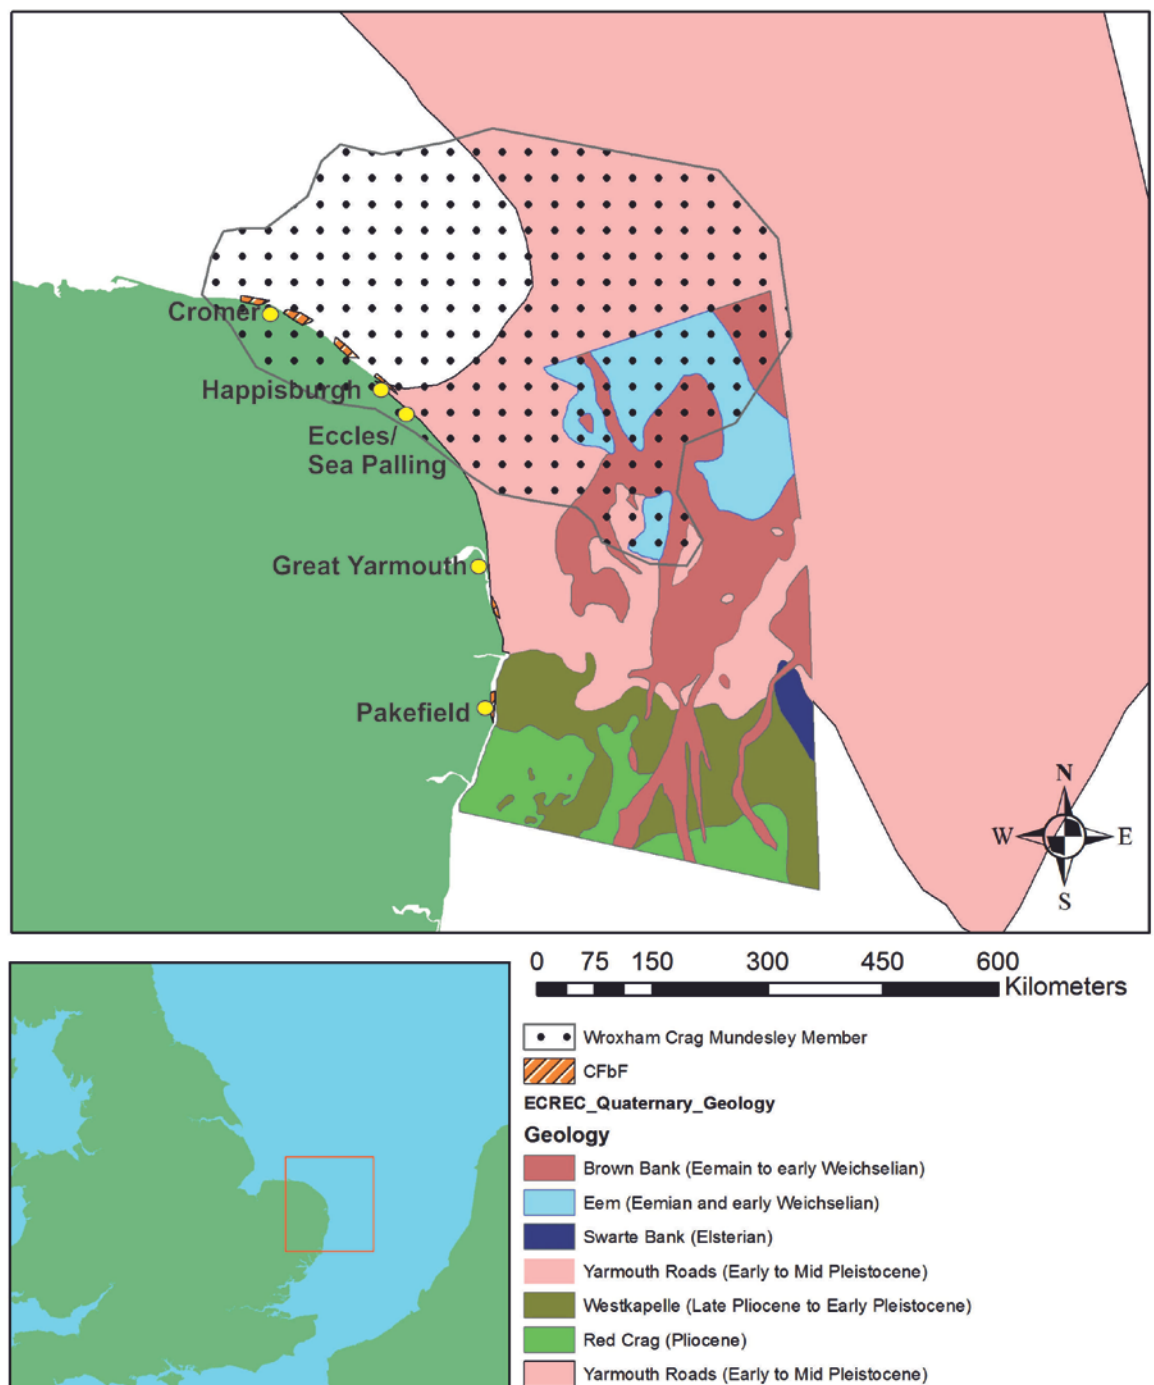 Cromer
Happisburgh
Eccles/
Sea Palling
Great Yarmouth
Pakefield
N
W E
S
0 75 150 300 450 600
Kilometers
Wroxham Crag Mundesley Member
CFbF
ECREC_Quaternary_Geology
Geology
Brown Bank (Eemain to early Weichselian)
Eem (Eemian and early Weichselian)
Swarte Bank (Elsterian)
Yarmouth Roads (Early to Mid Pleistocene)
Westkapelle (Late Pliocene to Early Pleistocene)
Red Crag (Pliocene)
Yarmouth Roads (Early to Mid Pleistocene)